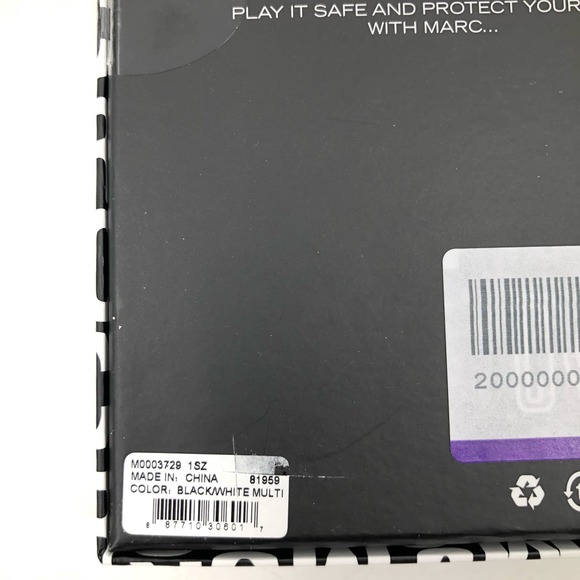 PLAY IT SAFE AND PROTECT YOUR
WITH MARC...
2000000
M0003729 1SZ
MADE IN: CHINA 81959
COLOR: BLACK/WHITE MULTI
8 87710 30601 7